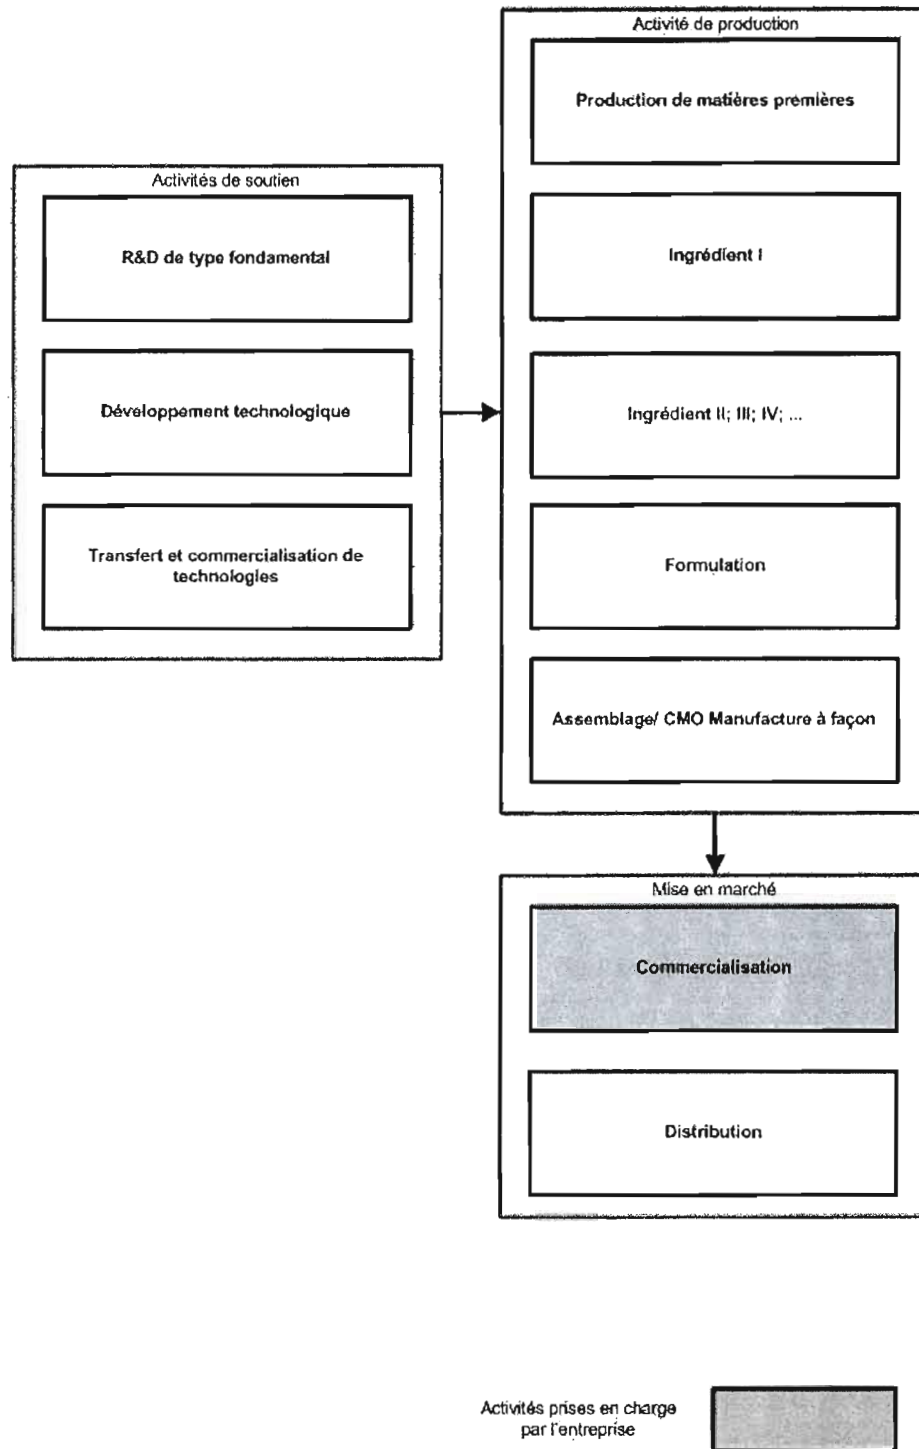 Activité de production
Production de matières premières
Ingrédient I
Ingrédient II; III; IV; ...
Formulation
Assemblage/ CMO Manufacture à façon
Activités de soutien
R&D de type fondamental
Développement technologique
Transfert et commercialisation de
technologies
Mise en marché
Commercialisation
Distribution
Activités prises en charge
par l'entreprise